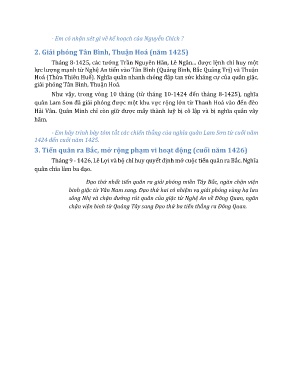 - Em có nhận xét gì về kế hoạch của Nguyễn Chích ?
2. Giải phóng Tân Bình, Thuận Hoá (năm 1425)
Tháng 8-1425, các tướng Trần Nguyên Hãn, Lê Ngân... được lệnh chỉ huy một
lực lượng mạnh từ Nghệ An tiến vào Tân Bình (Quảng Bình, Bắc Quảng Trị) và Thuận
Hoá (Thừa Thiên Huế). Nghĩa quân nhanh chóng đập tan sức kháng cự của quân giặc,
giải phóng Tân Bình, Thuận Hoá.
Như vậy, trong vòng 10 tháng (từ tháng 10-1424 đến tháng 8-1425), nghĩa
quân Lam Sơn đã giải phóng được một khu vực rộng lớn từ Thanh Hoá vào đến đèo
Hải Vân. Quân Minh chỉ còn giữ được mấy thành luỹ bị cô lập và bị nghĩa quân vây
hãm.
- Em hãy trình bày tóm tắt các chiến thắng của nghĩa quân Lam Sơn từ cuối năm
1424 đến cuối năm 1425.
3. Tiến quân ra Bắc, mở rộng phạm vi hoạt động (cuối năm 1426)
Tháng 9 - 1426, Lê Lợi và bộ chỉ huy quyết định mở cuộc tiến quân ra Bắc. Nghĩa
quân chia làm ba đạo.
Đạo thứ nhất tiến quân ra giải phóng miền Tây Bắc, ngăn chặn viện
binh giặc từ Vân Nam sang. Đạo thứ hai có nhiệm vụ giải phóng vùng hạ lưu
sông Nhị và chặn đường rút quân của giặc từ Nghệ An về Đông Quan, ngăn
chặn viện binh từ Quảng Tây sang Đạo thứ ba tiến thẳng ra Đông Quan.